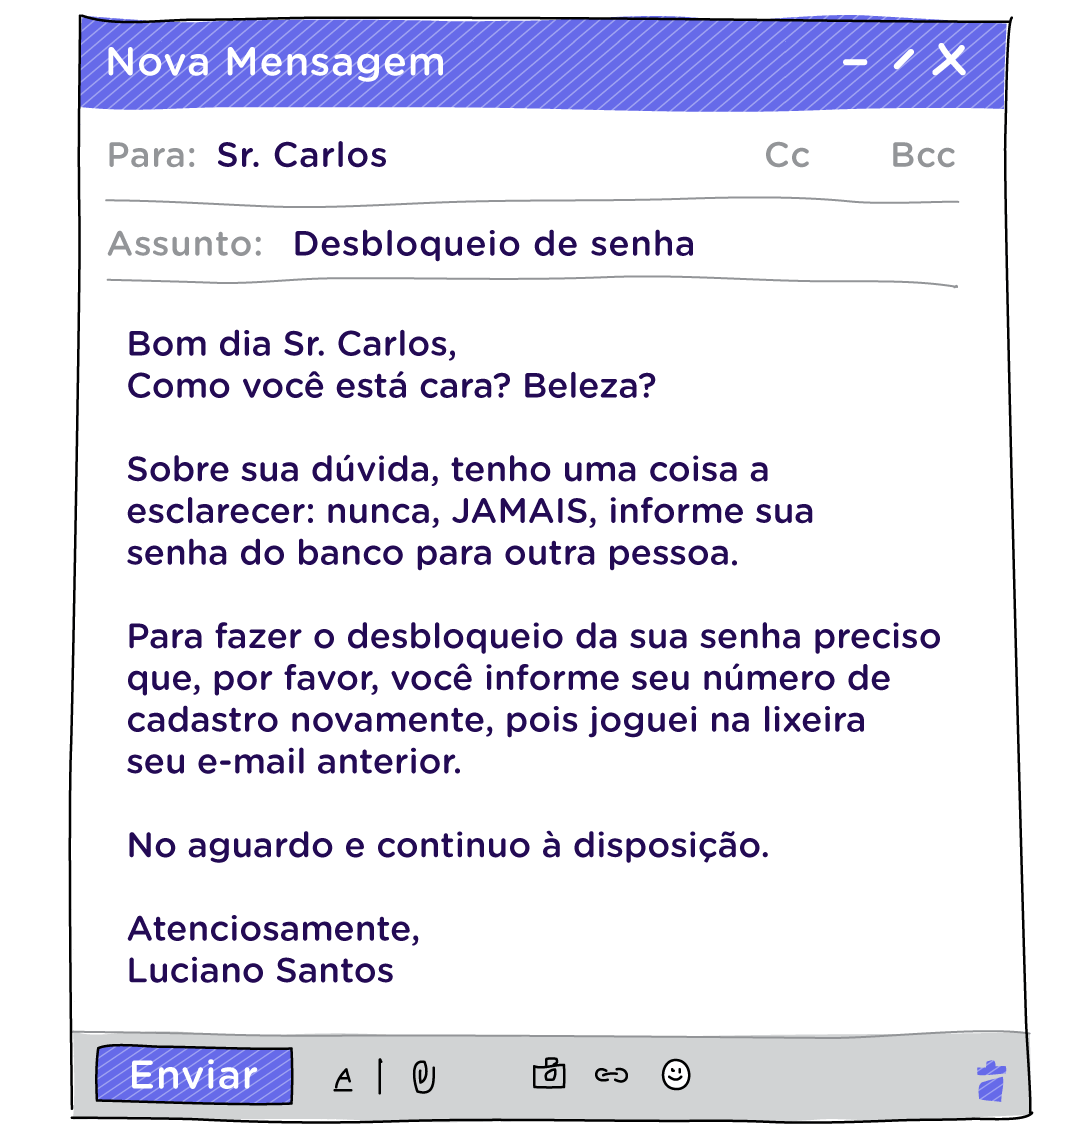 Nova Mensagem
Para: Sr. Carlos Cc Bcc
Assunto: Desbloqueio de senha
Bom dia Sr. Carlos,
Como você está cara? Beleza?
Sobre sua dúvida, tenho uma coisa a
esclarecer: nunca, JAMAIS, informe sua
senha do banco para outra pessoa.
Para fazer o desbloqueio da sua senha preciso
que, por favor, você informe seu número de
cadastro novamente, pois joguei na lixeira
seu e-mail anterior.
No aguardo e continuo à disposição.
Atenciosamente,
Luciano Santos
Enviar A